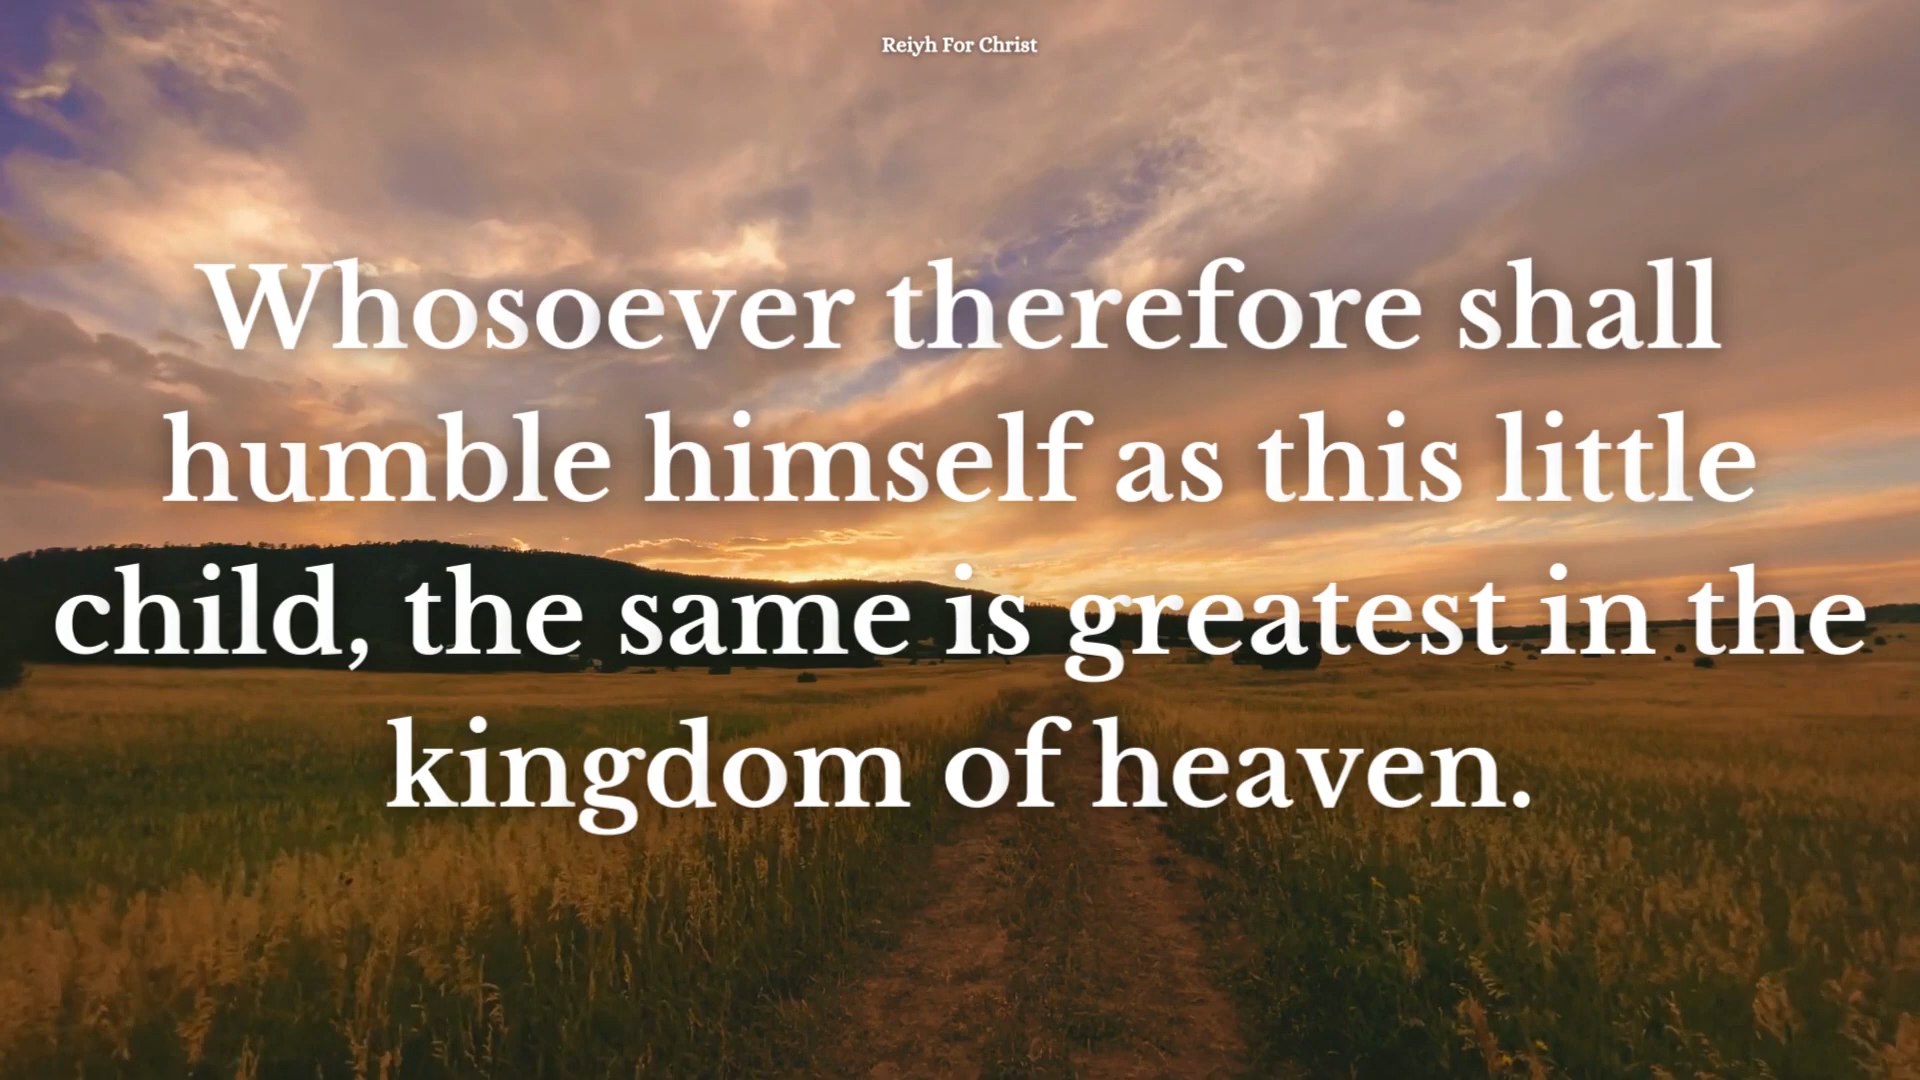 Reiyh For Christ
Whosoever therefore shall
humble himself as this little
child, the same is greatest in the
kingdom of heaven.